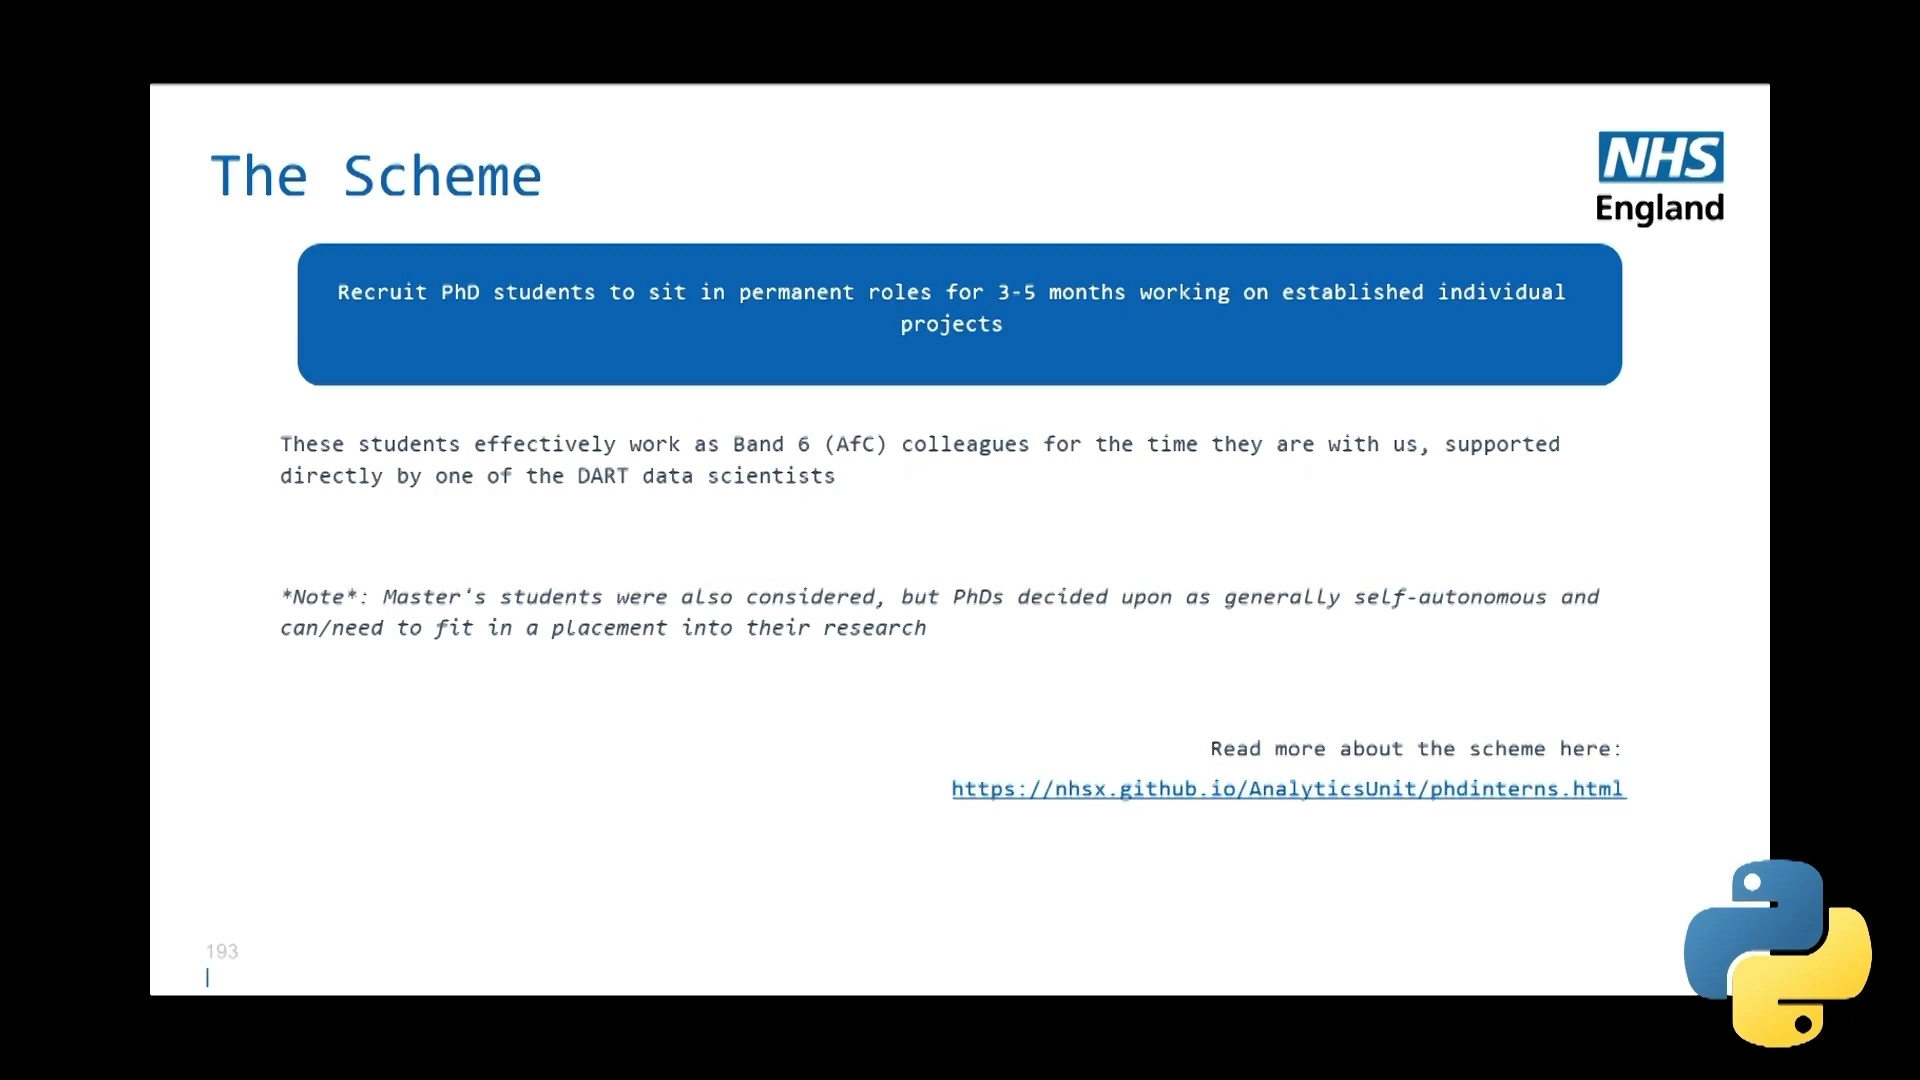 The Scheme
NHS
England
Recruit PhD students to sit in permanent roles for 3-5 months working on established individual
projects
These students effectively work as Band 6 (AfC) colleagues for the time they are with us, supported
directly by one of the DART data scientists
*Note*: Master's students were also considered, but PhDs decided upon as generally self-autonomous and
can/need to fit in a placement into their research
Read more about the scheme here:
https://nhsx.github.io/AnalyticsUnit/phdinterns.html
193